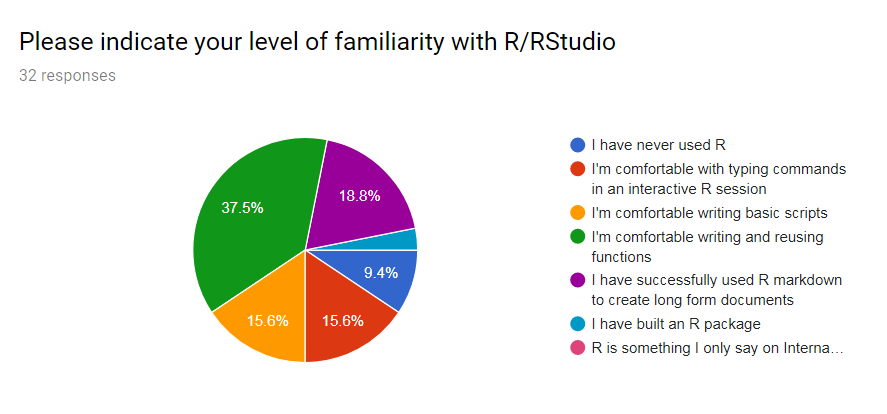 Please indicate your level of familiarity with R/RStudio
32 responses
37.5%
18.8%
9.4%
15.6%
15.6%
I have never used R
I'm comfortable with typing commands
in an interactive R session
I'm comfortable writing basic scripts
I'm comfortable writing and reusing
functions
I have successfully used R markdown
to create long form documents
I have built an R package
R is something I only say on Interna…